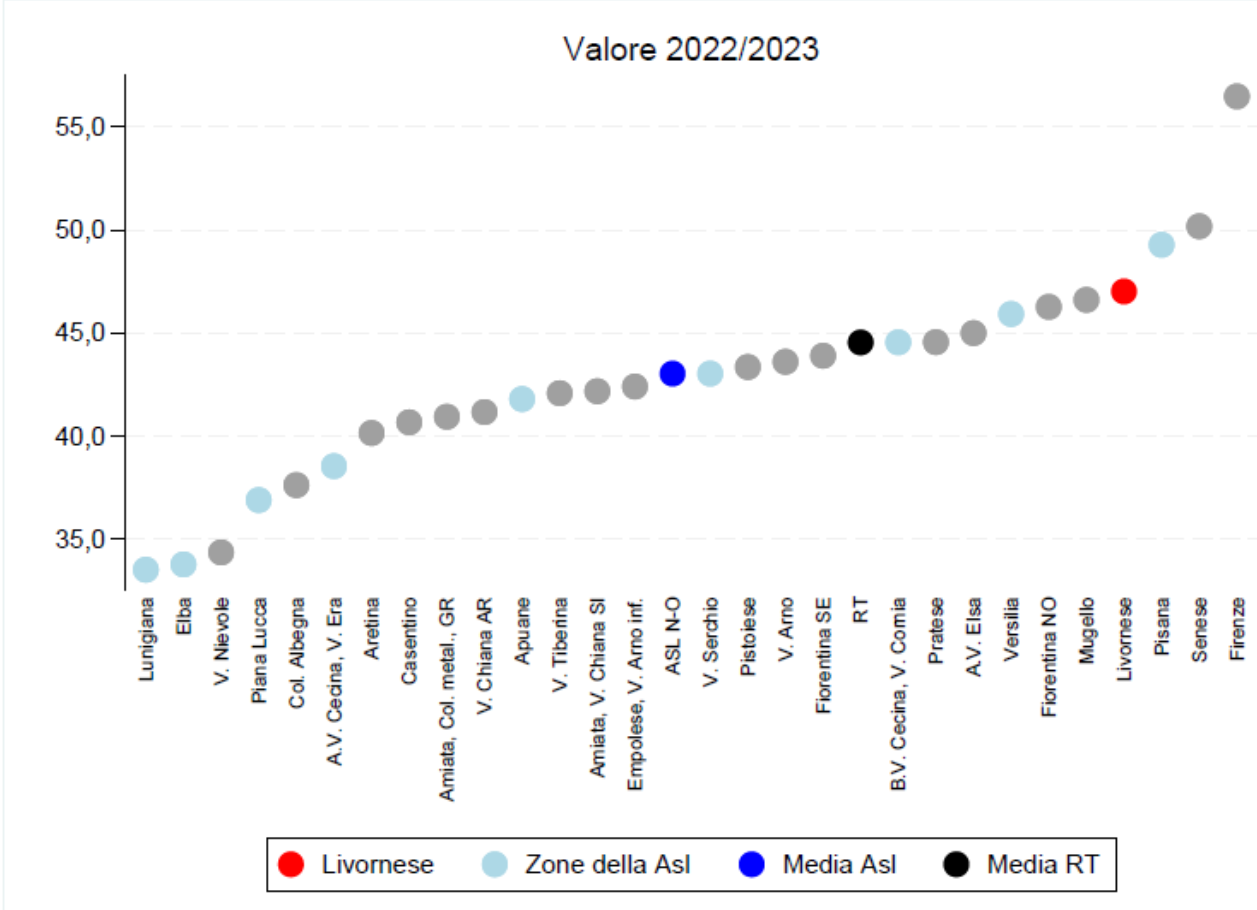 Valore 2022/2023
55,0
50,0
45,0
40,0
35,0
Lunigiana
Elba
V. Nievole
Piana Lucca
Col. Albegna
A.V. Cecina, V. Era
Aretina
Casentino
Amiata, Col. metal., GR
V. Chiana AR
Apuane
V. Tiberina
Amiata, V. Chiana SI
Empolese, V. Arno inf.
ASL N-O
V. Serchio
Pistoiese
V. Arno
Fiorentina SE
RT
B.V. Cecina, V. Cornia
Pratese
A.V. Elsa
Versilia
Fiorentina NO
Mugello
Livornese
Pisana
Senese
Firenze
Livornese Zone della Asl Media Asl Media RT